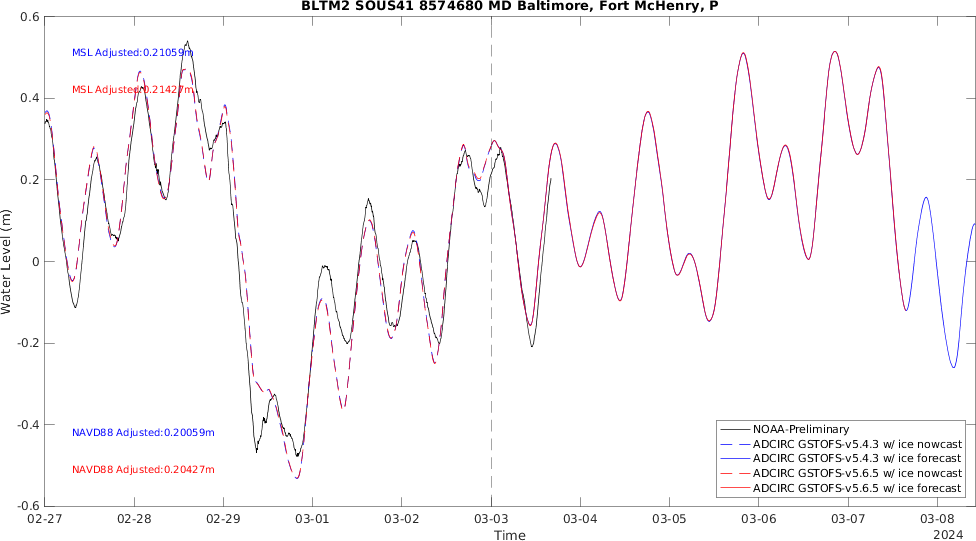 BLTM2 SOUS41 8574680 MD Baltimore, Fort McHenry, P
0.6
0.4
0.2
0
-0.2
-0.4
-0.6
Water Level (m)
MSL Adjusted:0.21059m
MSL Adjusted:0.21427m
NAVD88 Adjusted:0.20059m
NAVD88 Adjusted:0.20427m
NOAA-Preliminary
ADCIRC GSTOFS-v5.4.3 w/ ice nowcast
ADCIRC GSTOFS-v5.4.3 w/ ice forecast
ADCIRC GSTOFS-v5.6.5 w/ ice nowcast
ADCIRC GSTOFS-v5.6.5 w/ ice forecast
02-27 02-28 02-29 03-01 03-02 03-03 03-04 03-05 03-06 03-07 03-08
Time
2024